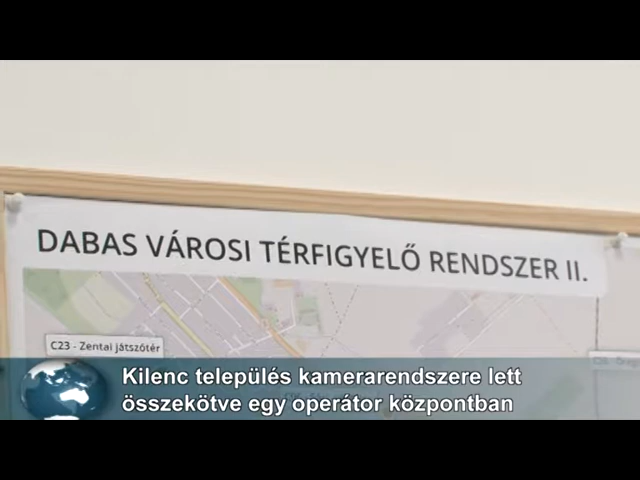 DABAS VÁROSI TÉRFIGYELŐ RENDSZER II.
C23 - Zentai játszótér
Kilenc település kamerarendszere lett
összekötve egy operátor központban